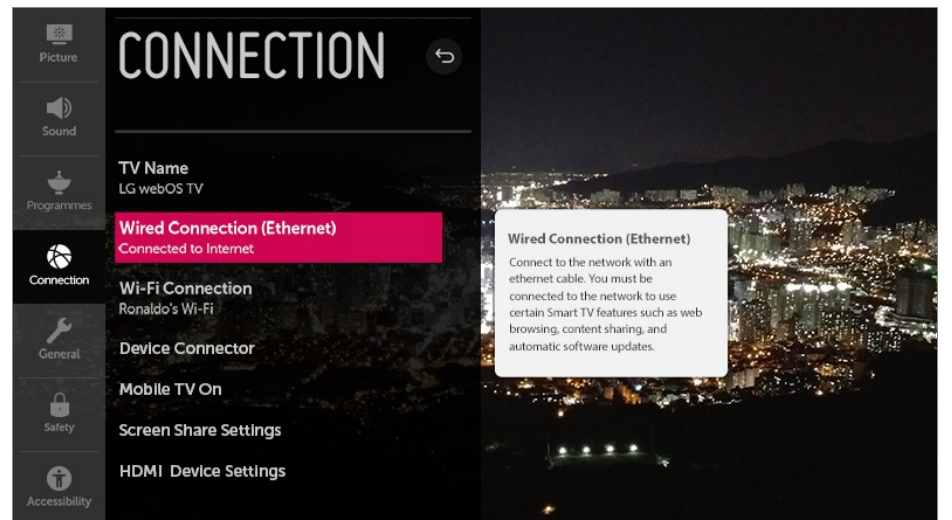 Picture
Sound
Programmes
Connection
General
Safety
Accessibility
CONNECTION
TV Name
LG webOS TV
Wired Connection (Ethernet)
Connected to Internet
Wi-Fi Connection
Ronaldo's Wi-Fi
Device Connector
Mobile TV On
Screen Share Settings
HDMI Device Settings
Wired Connection (Ethernet)
Connect to the network with an
ethernet cable. You must be
connected to the network to use
certain Smart TV features such as web
browsing, content sharing, and
automatic software updates.